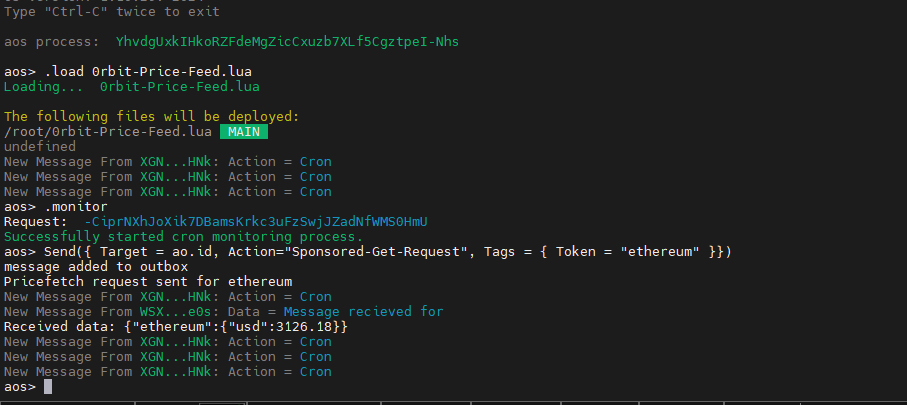 Type "Ctrl-C" twice to exit
aos process:  YhvdgUxkIHkoRZFdeMgZicCxuzb7XLf5CgztpeI-Nhs
aos> .load 0rbit-Price-Feed.lua
Loading...  0rbit-Price-Feed.lua
The following files will be deployed:
/root/0rbit-Price-Feed.lua  MAIN
undefined
New Message From XGN...HNk: Action = Cron
New Message From XGN...HNk: Action = Cron
New Message From XGN...HNk: Action = Cron
aos> .monitor
Request:  -CiprNXhJoXik7DBamsKrkc3uFzSwjJZadNfWMS0HmU
Successfully started cron monitoring process.
aos> Send({ Target = ao.id, Action="Sponsored-Get-Request", Tags = { Token = "ethereum" }})
message added to outbox
Pricefetch request sent for ethereum
New Message From XGN...HNk: Action = Cron
New Message From WSX...e0s: Data = Message recieved for
Received data: {"ethereum":{"usd":3126.18}}
New Message From XGN...HNk: Action = Cron
New Message From XGN...HNk: Action = Cron
New Message From XGN...HNk: Action = Cron
aos>